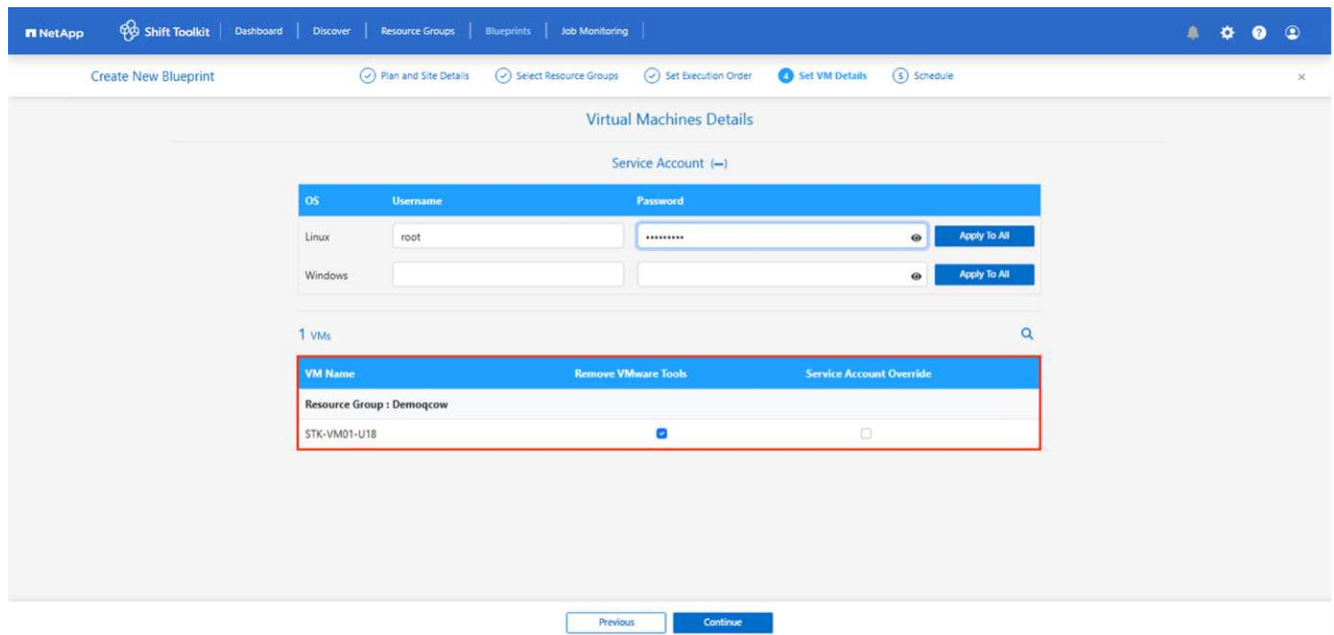 NetApp Shift Toolkit Dashboard Discover Resource Groups Blueprints Job Monitoring
Create New Blueprint Plan and Site Details Select Resource Groups Set Execution Order 4 Set VM Details 5 Schedule
Virtual Machines Details
Service Account (—)
OS Username Password
Linux root ••••••••• Apply To All
Windows Apply To All
1 VMs
VM Name Remove VMware Tools Service Account Override
Resource Group : Demoqcow
STK-VM01-U18
Previous Continue